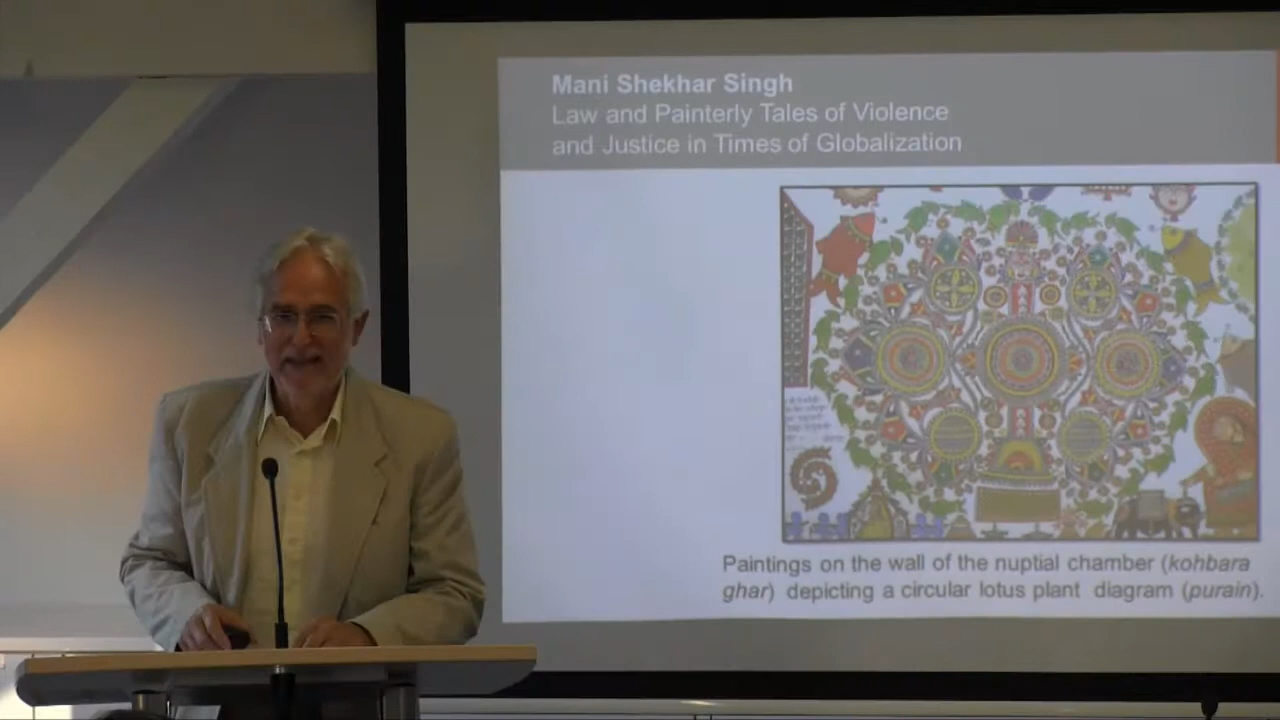 Mani Shekhar Singh
Law and Painterly Tales of Violence
and Justice in Times of Globalization
Paintings on the wall of the nuptial chamber (kohbara
ghar) depicting a circular lotus plant diagram (purain).